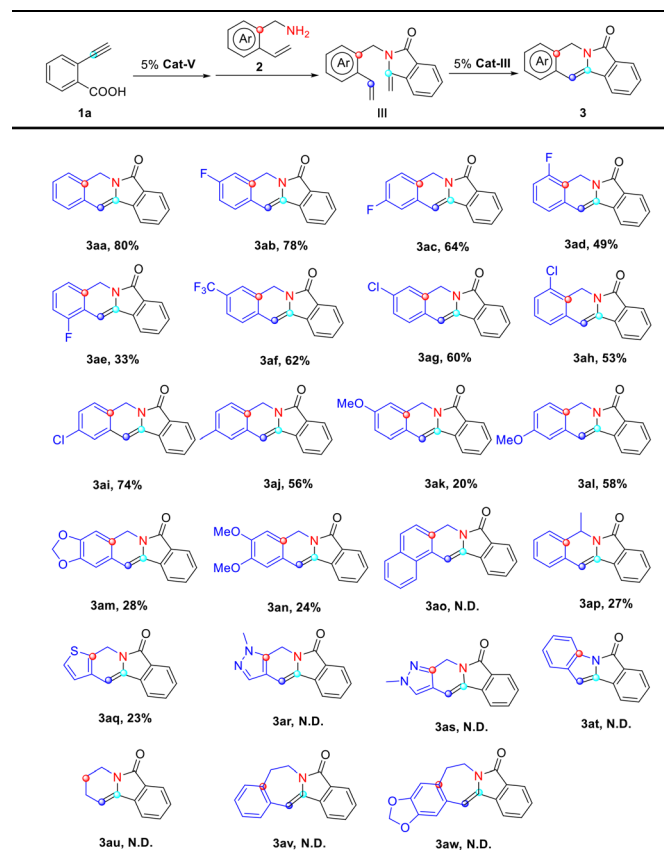 5% Cat-V
Ar
NH2
2
COOH
1a
Ar
N
O
III
5% Cat-III
Ar
N
O
3
N
O
3aa, 80%
F
N
O
3ab, 78%
F
N
O
3ac, 64%
F
N
O
3ad, 49%
F
N
O
3ae, 33%
F3C
N
O
3af, 62%
Cl
N
O
3ag, 60%
Cl
N
O
3ah, 53%
Cl
N
O
3ai, 74%
N
O
3aj, 56%
MeO
N
O
3ak, 20%
MeO
N
O
3al, 58%
O
O
N
O
3am, 28%
MeO
MeO
N
O
3an, 24%
N
O
3ao, N.D.
N
O
3ap, 27%
S
N
O
3aq, 23%
N
N
N
O
3ar, N.D.
N
N
N
O
3as, N.D.
N
O
3at, N.D.
N
O
3au, N.D.
N
O
3av, N.D.
O
O
N
O
3aw, N.D.